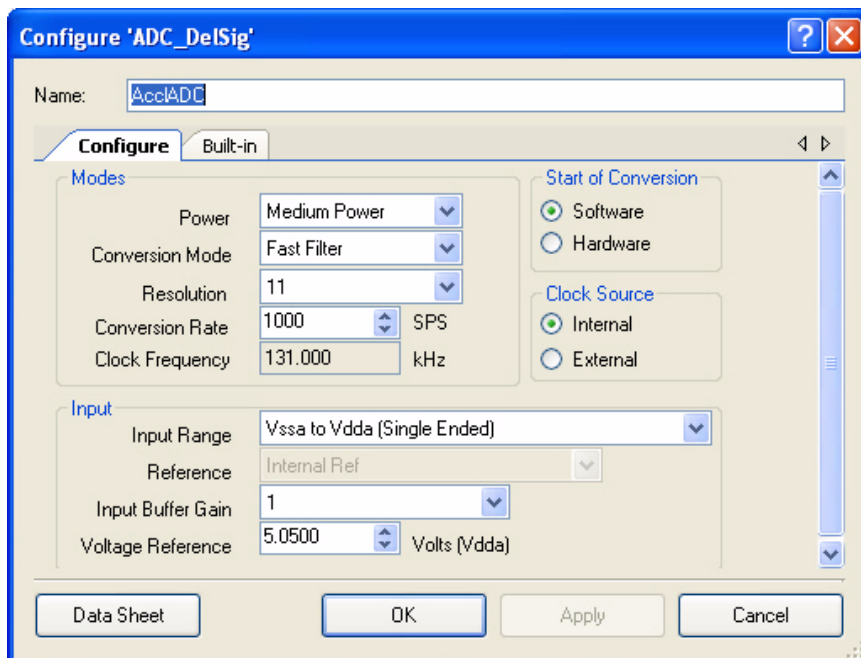 Configure 'ADC_DelSig'
Name: AcclADC
Configure Built-in
Modes
Power Medium Power
Conversion Mode Fast Filter
Resolution 11
Conversion Rate 1000 SPS
Clock Frequency 131.000 kHz
Start of Conversion
Software
Hardware
Clock Source
Internal
External
Input
Input Range Vssa to Vdda (Single Ended)
Reference Internal Ref
Input Buffer Gain 1
Voltage Reference 5.0500 Volts (Vdda)
Data Sheet OK Apply Cancel